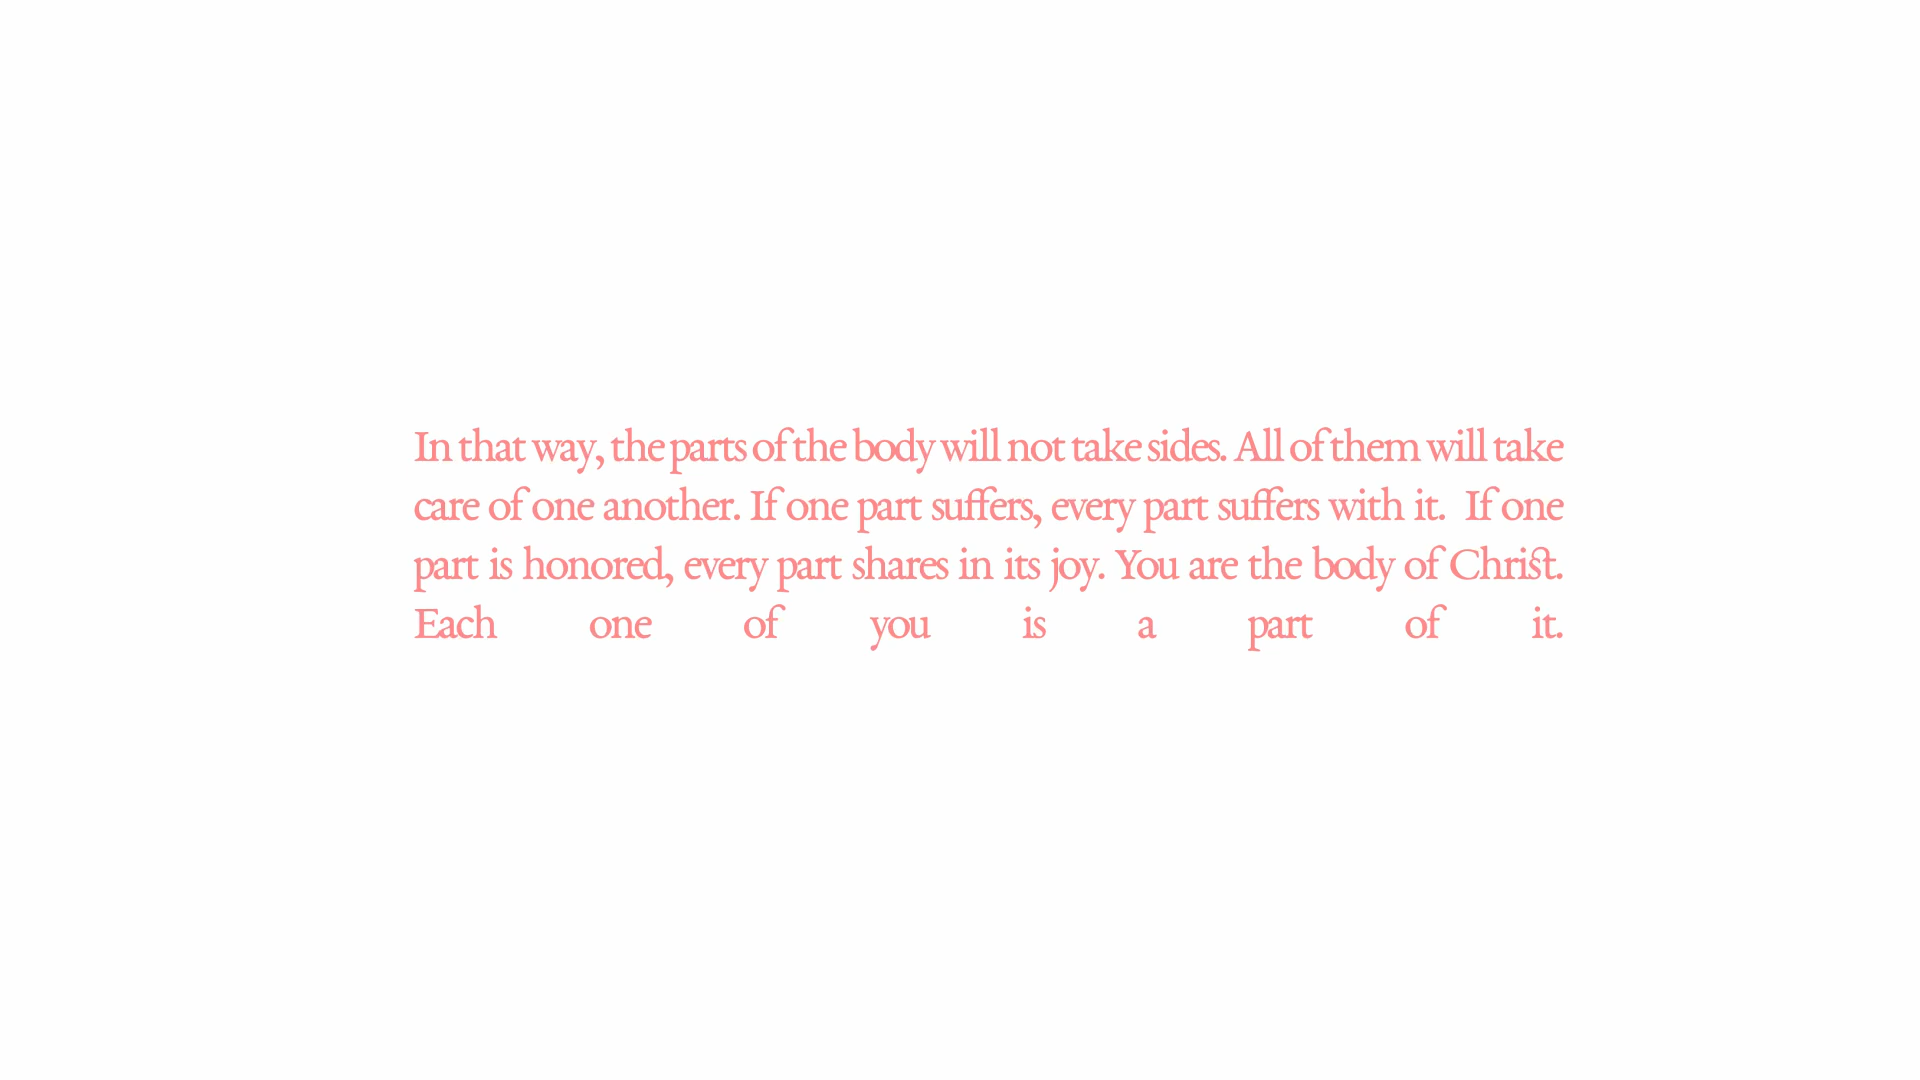 In that way, the parts of the body will not take sides. All of them will take
care of one another. If one part suffers, every part suffers with it.  If one
part is honored, every part shares in its joy. You are the body of Christ.
Each one of you is a part of it.